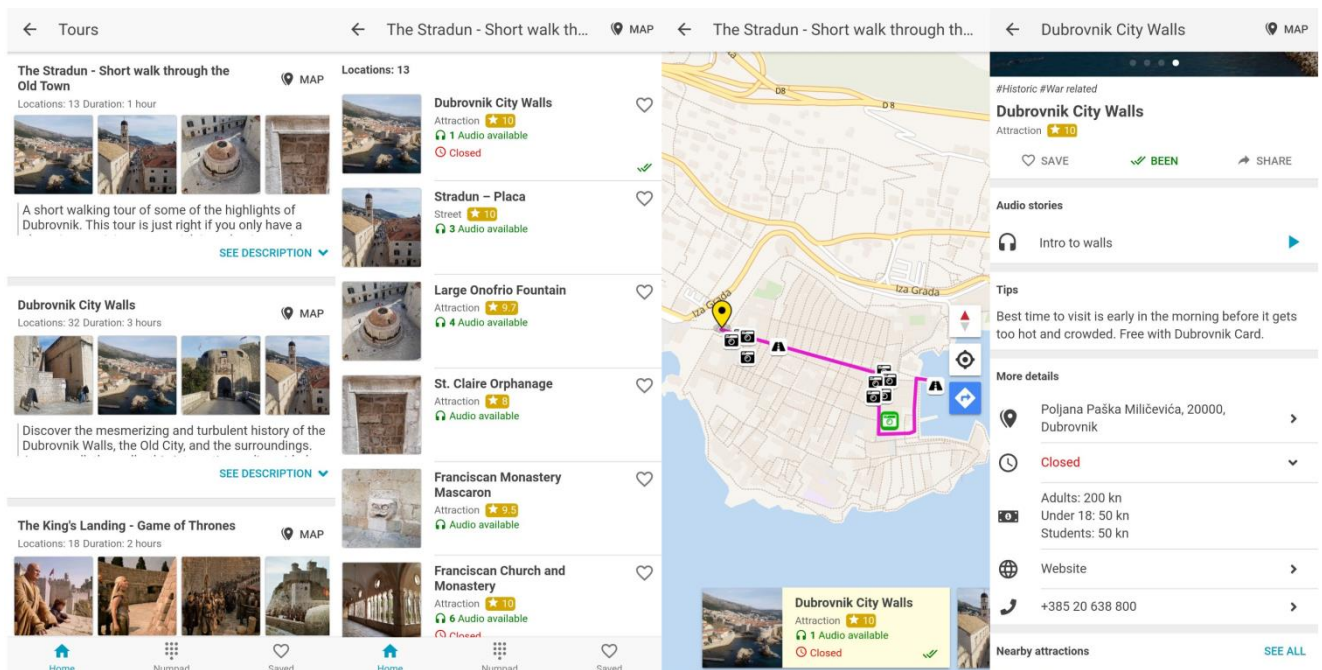 Tours
The Stradun - Short walk through the
Old Town
MAP
Locations: 13 Duration: 1 hour
A short walking tour of some of the highlights of
Dubrovnik. This tour is just right if you only have a
SEE DESCRIPTION
Dubrovnik City Walls
MAP
Locations: 32 Duration: 3 hours
Discover the mesmerizing and turbulent history of the
Dubrovnik Walls, the Old City, and the surroundings.
SEE DESCRIPTION
The King's Landing - Game of Thrones
MAP
Locations: 18 Duration: 2 hours
Home
Numpad
Saved
The Stradun - Short walk th...
MAP
Locations: 13
Dubrovnik City Walls
Attraction 10
1 Audio available
Closed
Stradun – Placa
Street 10
3 Audio available
Large Onofrio Fountain
Attraction 9.7
4 Audio available
St. Claire Orphanage
Attraction 8
Audio available
Franciscan Monastery
Mascaron
Attraction 9.5
Audio available
Franciscan Church and
Monastery
Attraction 10
6 Audio available
Closed
Home
Numpad
Saved
The Stradun - Short walk through th...
D8
D 8
Iza Grada
Iza Grada
Dubrovnik City Walls
Attraction 10
1 Audio available
Closed
Dubrovnik City Walls
MAP
#Historic #War related
Dubrovnik City Walls
Attraction 10
SAVE
BEEN
SHARE
Audio stories
Intro to walls
Tips
Best time to visit is early in the morning before it gets
too hot and crowded. Free with Dubrovnik Card.
More details
Poljana Paška Miličevića, 20000,
Dubrovnik
Closed
Adults: 200 kn
Under 18: 50 kn
Students: 50 kn
Website
+385 20 638 800
Nearby attractions
SEE ALL